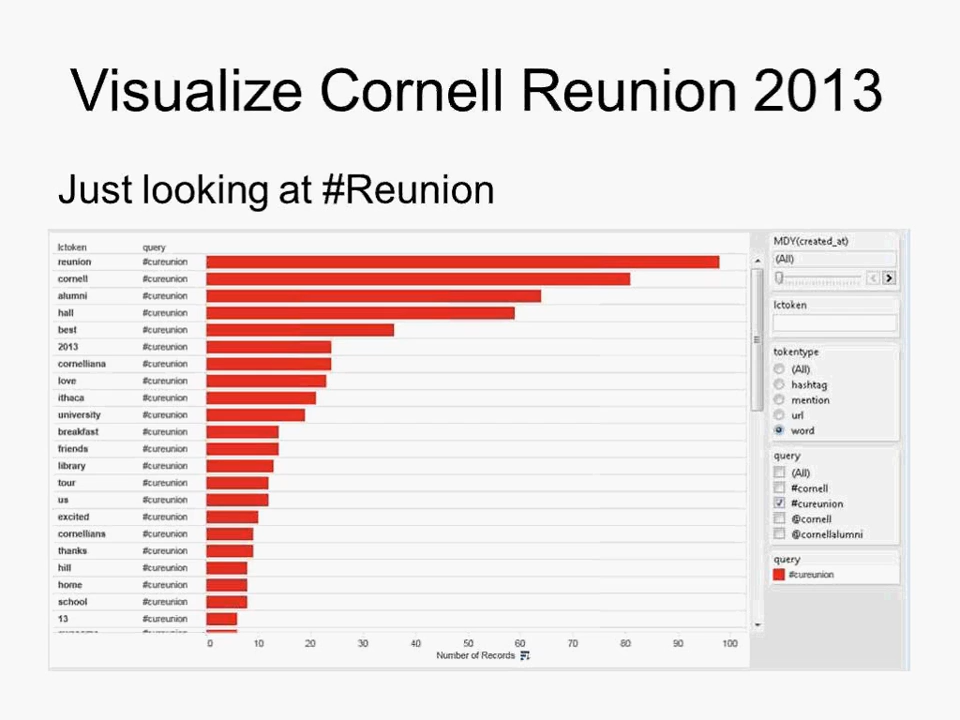 Visualize Cornell Reunion 2013
Just looking at #Reunion
lctoken query
reunion #cureunion
cornell #cureunion
alumni #cureunion
hall #cureunion
best #cureunion
2013 #cureunion
cornelliana #cureunion
love #cureunion
ithaca #cureunion
university #cureunion
breakfast #cureunion
friends #cureunion
library #cureunion
tour #cureunion
us #cureunion
excited #cureunion
cornellians #cureunion
thanks #cureunion
hill #cureunion
home #cureunion
school #cureunion
13 #cureunion
0 10 20 30 40 50 60 70 80 90 100
Number of Records
MDY(created_at)
(All)
lctoken
tokentype
(All)
hashtag
mention
url
word
query
(All)
#cornell
#cureunion
@cornell
@cornellalumni
query
#cureunion